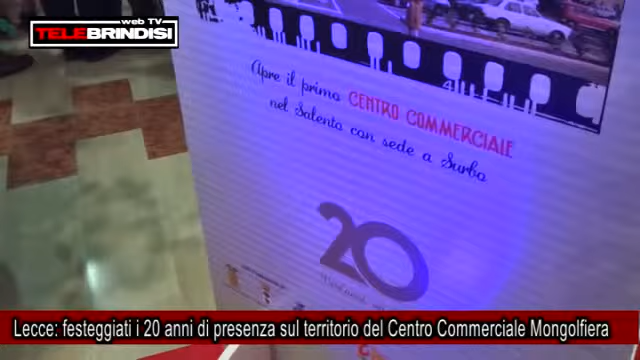 web TV
TELEBRINDISI
Apre il primo CENTRO COMMERCIALE
nel Salento con sede a Surbo
20
Lecce: festeggiati i 20 anni di presenza sul territorio del Centro Commerciale Mongolfiera